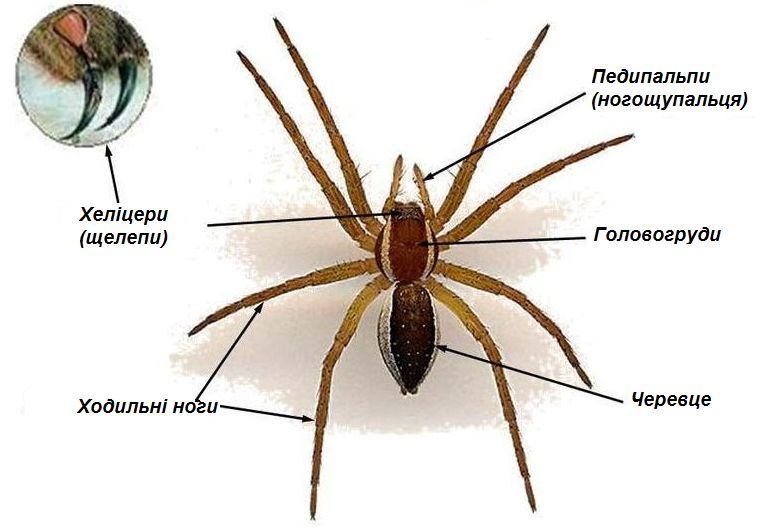 Педипальпи
(ногощупальця)
Хеліцери
(щелепи)
Головогруди
Ходильні ноги
Черевце